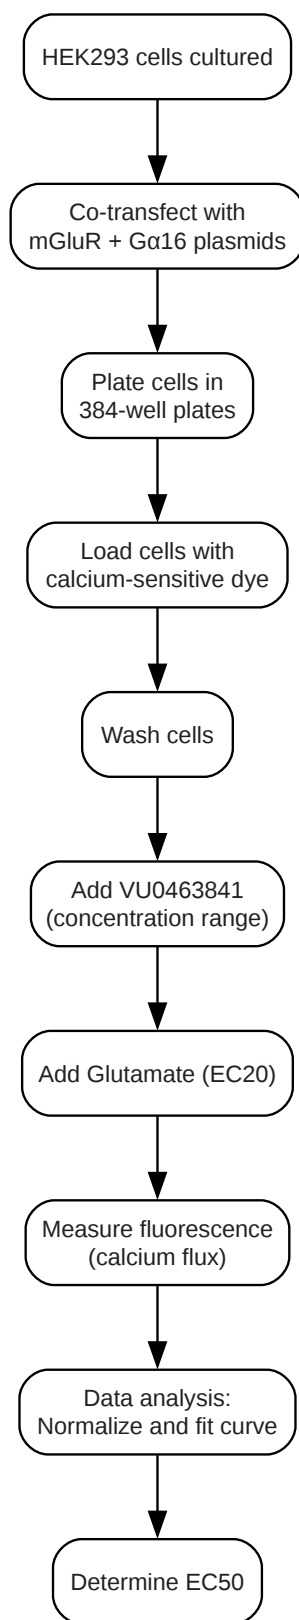 HEK293 cells cultured
Co-transfect with
mGluR + Gα16 plasmids
Plate cells in
384-well plates
Load cells with
calcium-sensitive dye
Wash cells
Add VU0463841
(concentration range)
Add Glutamate (EC20)
Measure fluorescence
(calcium flux)
Data analysis:
Normalize and fit curve
Determine EC50